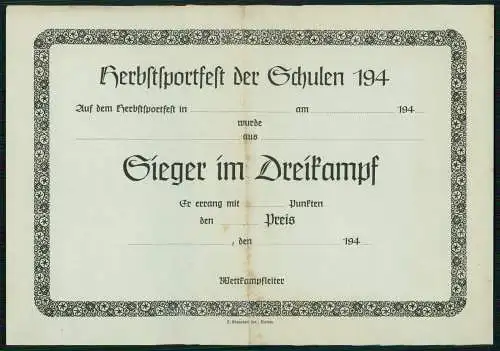 Herbstsportfest der Schulen 194
Auf dem Herbstsportfest in am 194
wurde
aus
Sieger im Dreikampf
Er errang mit Punkten
den Preis
, den 194
Wettkampfleiter